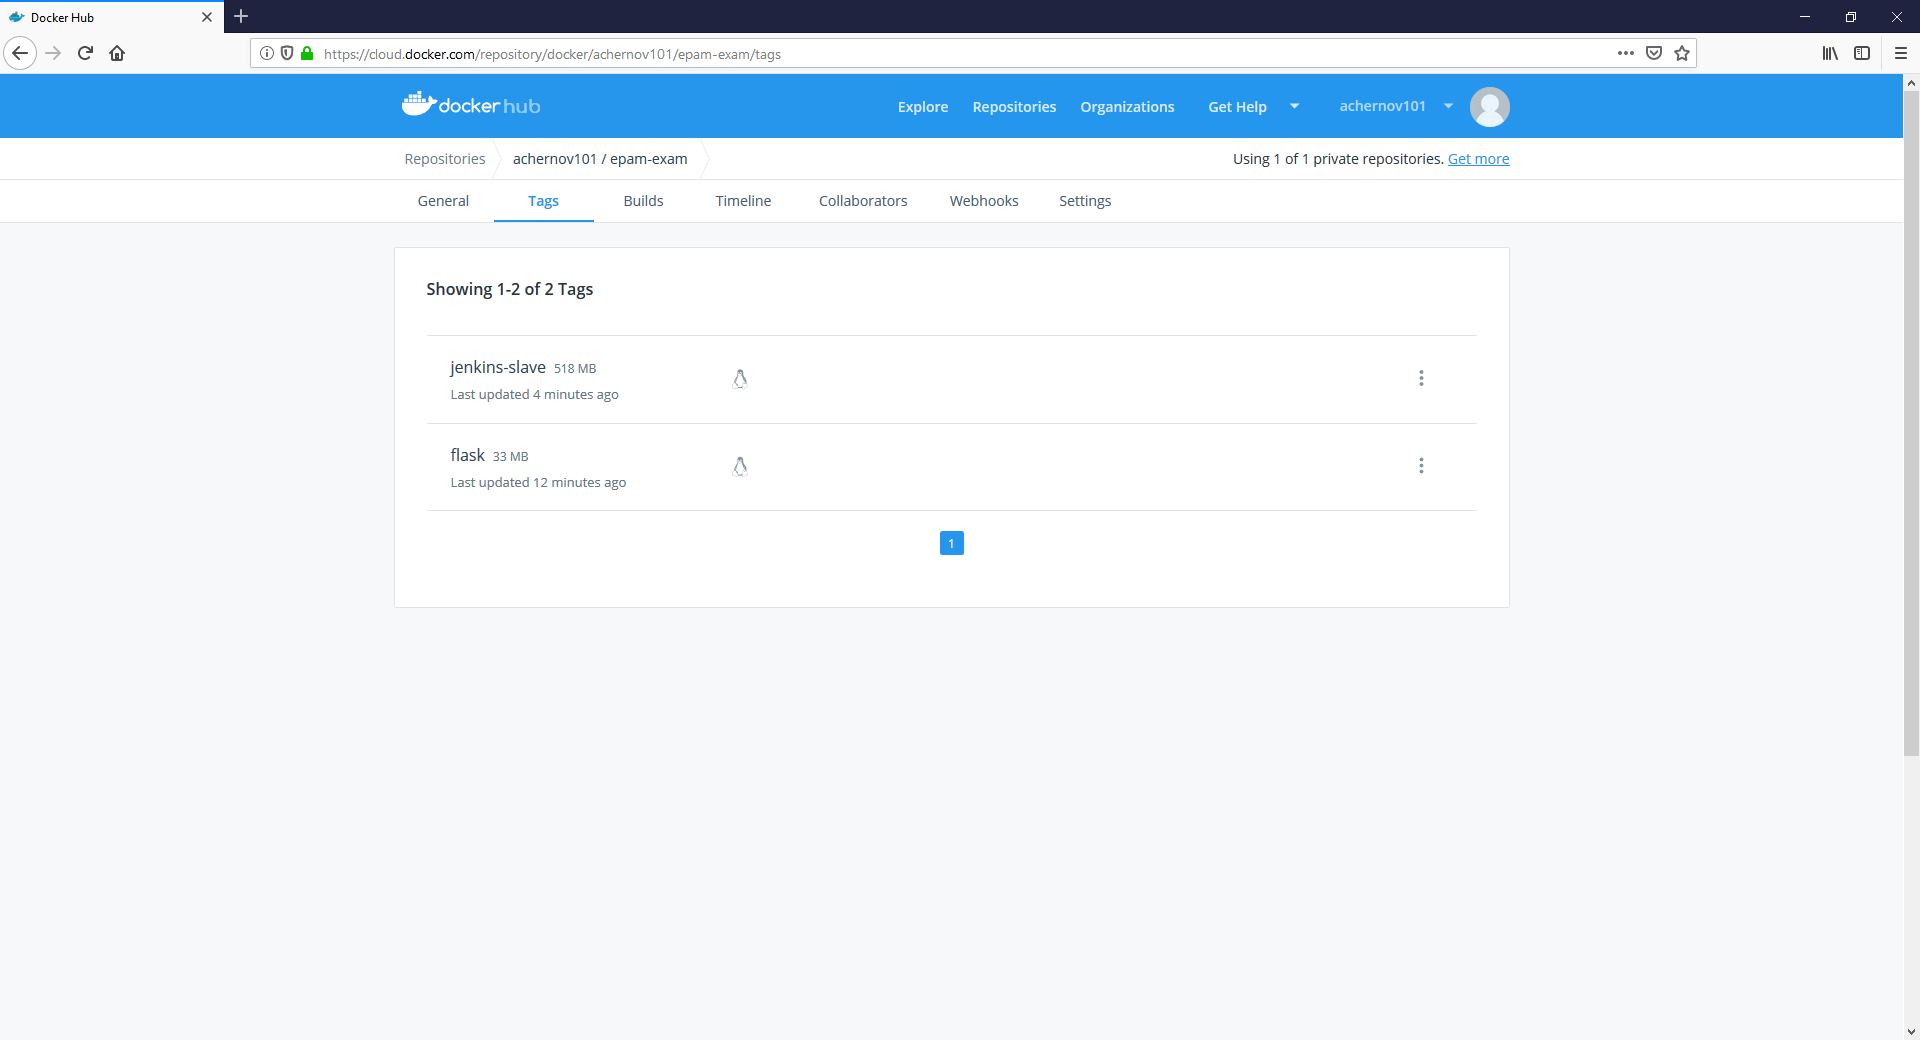 Docker Hub
https://cloud.docker.com/repository/docker/achernov101/epam-exam/tags
docker hub
Explore Repositories Organizations Get Help achernov101
Repositories achernov101 / epam-exam Using 1 of 1 private repositories. Get more
General Tags Builds Timeline Collaborators Webhooks Settings
Showing 1-2 of 2 Tags
jenkins-slave 518 MB
Last updated 4 minutes ago
flask 33 MB
Last updated 12 minutes ago
1